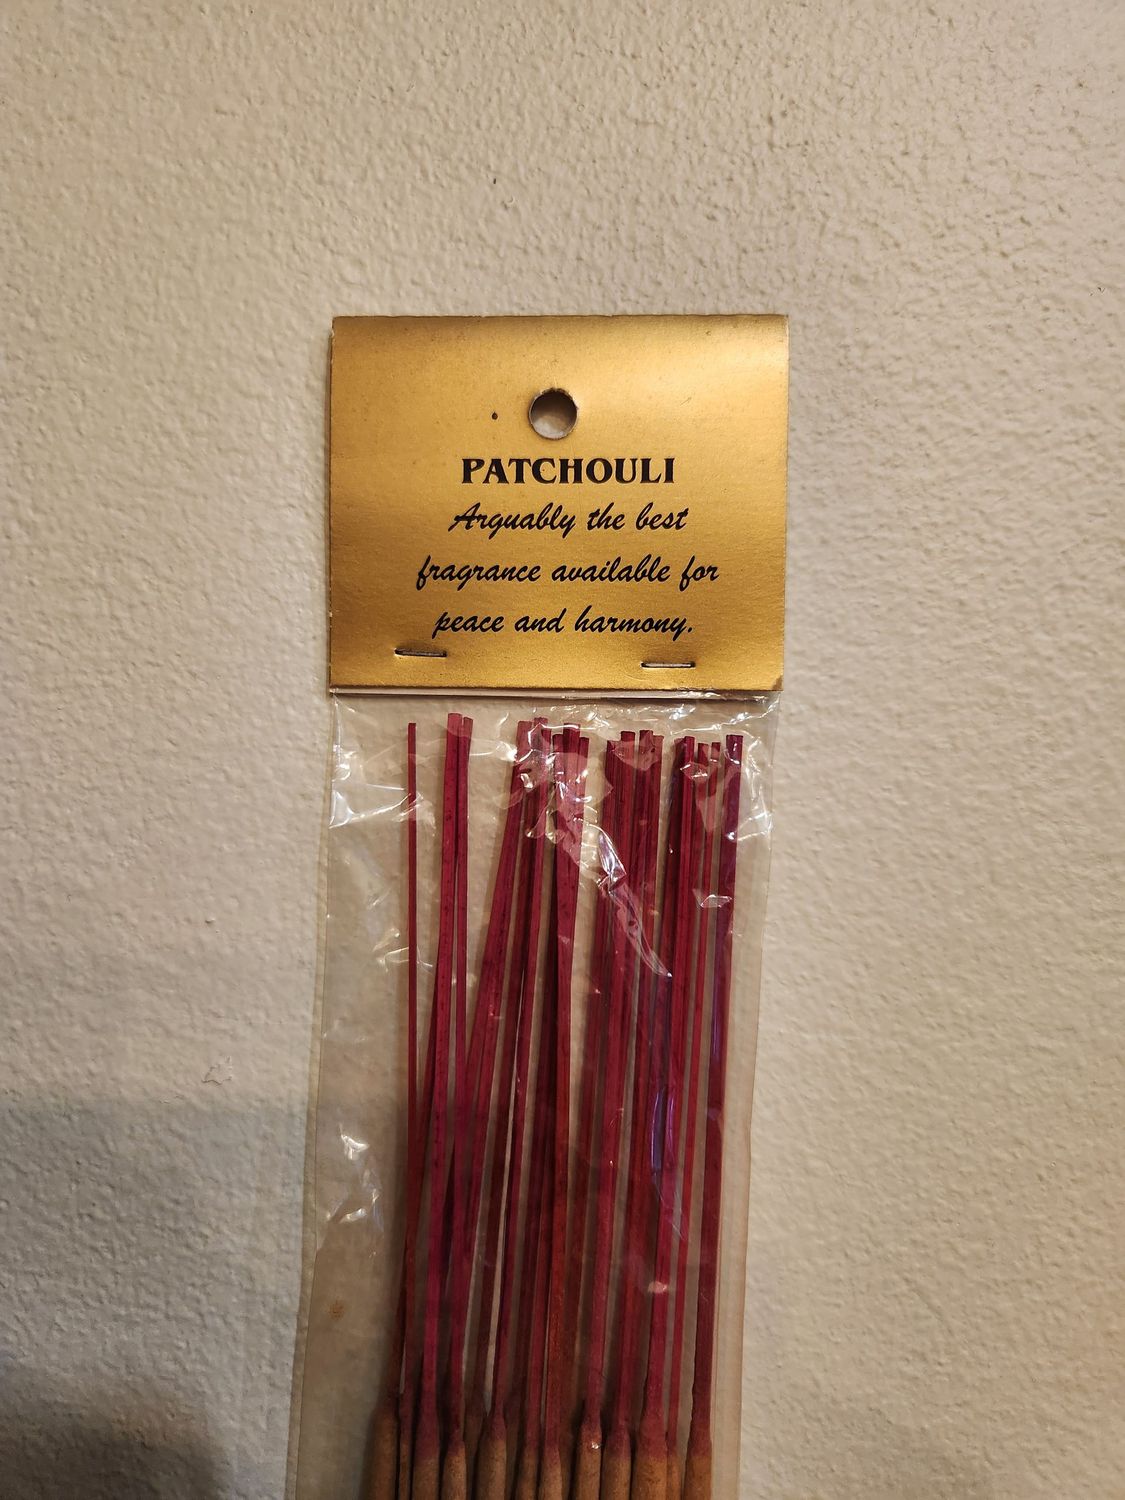 PATCHOULI
Arguably the best
fragrance available for
peace and harmony.